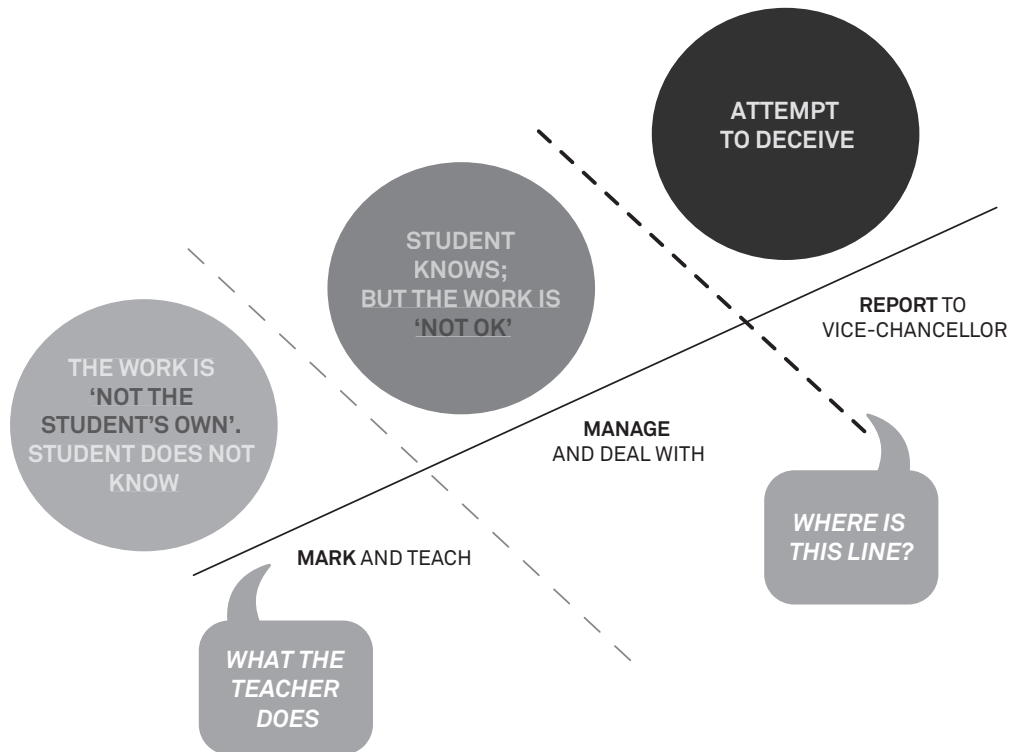 ATTEMPT
TO DECEIVE
STUDENT
KNOWS;
BUT THE WORK IS
‘NOT OK’
THE WORK IS
‘NOT THE
STUDENT’S OWN’.
STUDENT DOES NOT
KNOW
REPORT TO
VICE-CHANCELLOR
MANAGE
AND DEAL WITH
MARK AND TEACH
WHERE IS
THIS LINE?
WHAT THE
TEACHER
DOES